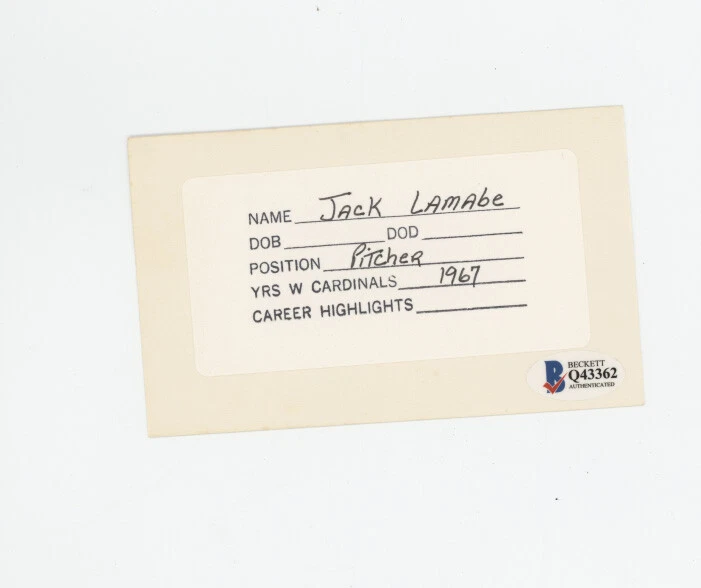 NAME Jack Lamabe
DOB DOD
POSITION Pitcher
YRS W CARDINALS 1967
CAREER HIGHLIGHTS
BECKETT
Q43362
AUTHENTICATED